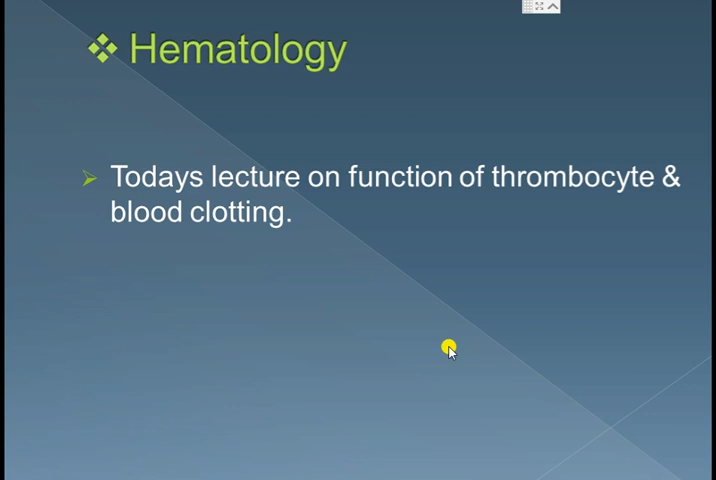 Hematology
Todays lecture on function of thrombocyte &
blood clotting.